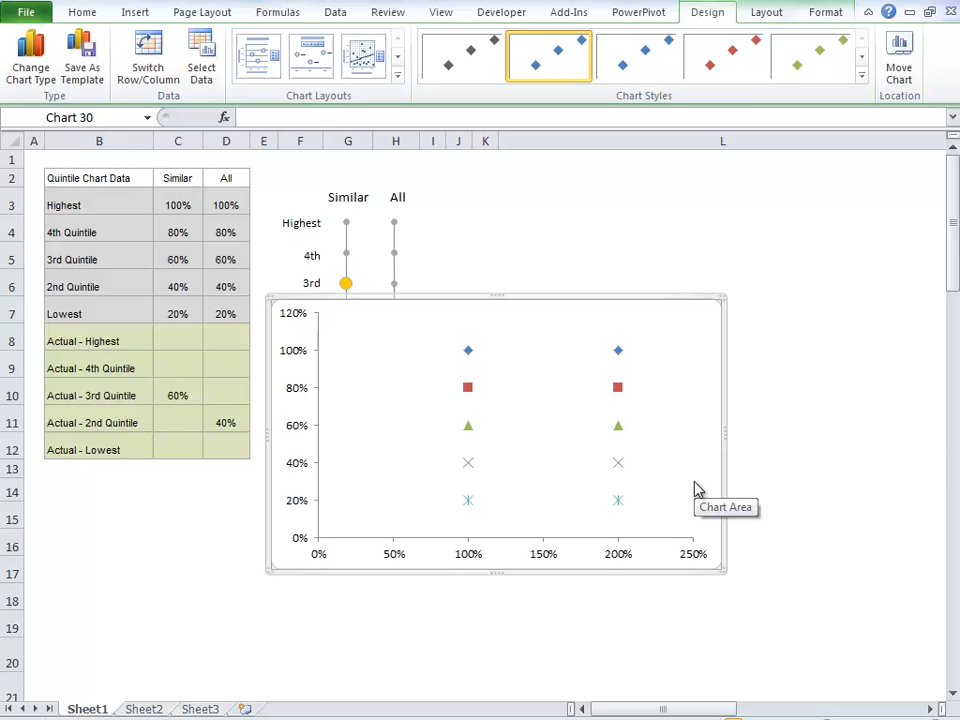 File Home Insert Page Layout Formulas Data Review View Developer Add-Ins PowerPivot Design Layout Format
Change Chart Type
Save As Template
Switch Row/Column
Select Data
Move Chart
Type Data Chart Layouts Chart Styles Location
Chart 30 fx
A B C D E F G H I J K L
1
2 Quintile Chart Data Similar All
Similar All
3 Highest 100% 100%
Highest
4 4th Quintile 80% 80%
4th
5 3rd Quintile 60% 60%
3rd
6 2nd Quintile 40% 40%
7 Lowest 20% 20%
8 Actual - Highest
9 Actual - 4th Quintile
10 Actual - 3rd Quintile 60%
11 Actual - 2nd Quintile 40%
12 Actual - Lowest
13
14
15
16
17
18
19
20
21
120%
100%
80%
60%
40%
20%
0%
0% 50% 100% 150% 200% 250%
Chart Area
Sheet1 Sheet2 Sheet3